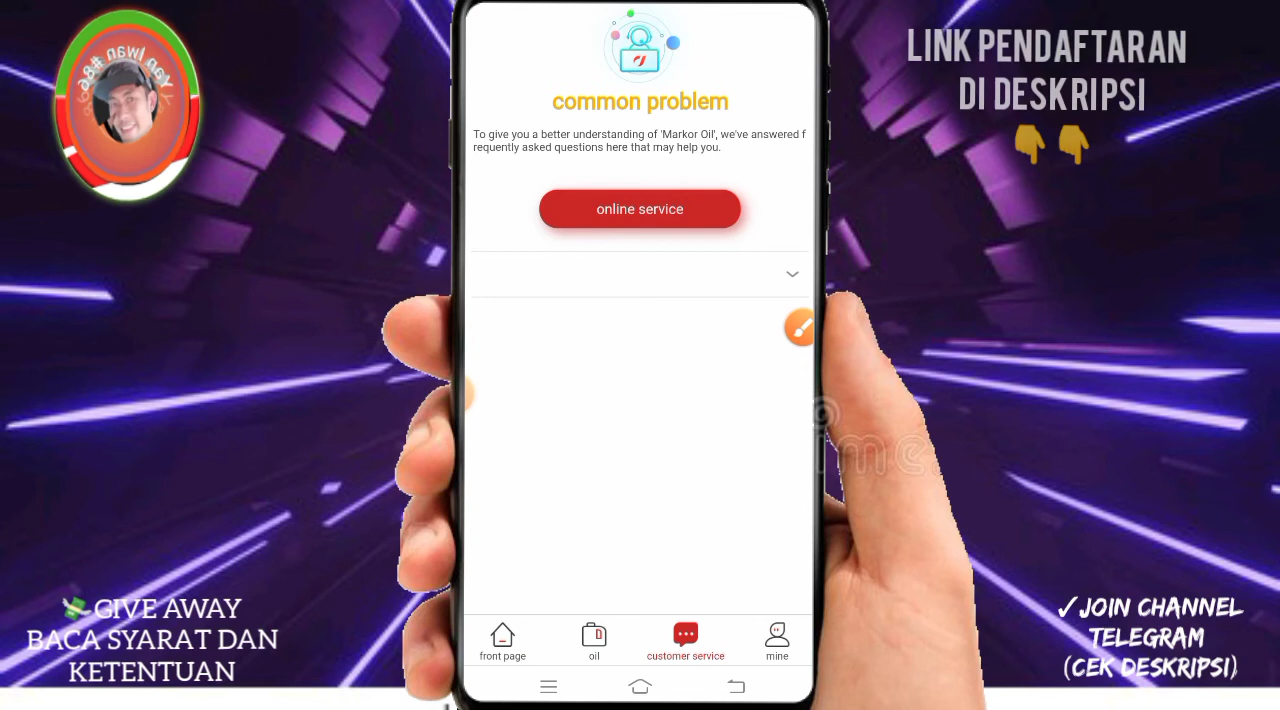 LINK PENDAFTARAN
DI DESKRIPSI
common problem
To give you a better understanding of 'Markor Oil', we've answered f
requently asked questions here that may help you.
online service
💸GIVE AWAY
BACA SYARAT DAN
KETENTUAN
✓JOIN CHANNEL
TELEGRAM
(CEK DESKRIPSI)
front page
oil
customer service
mine